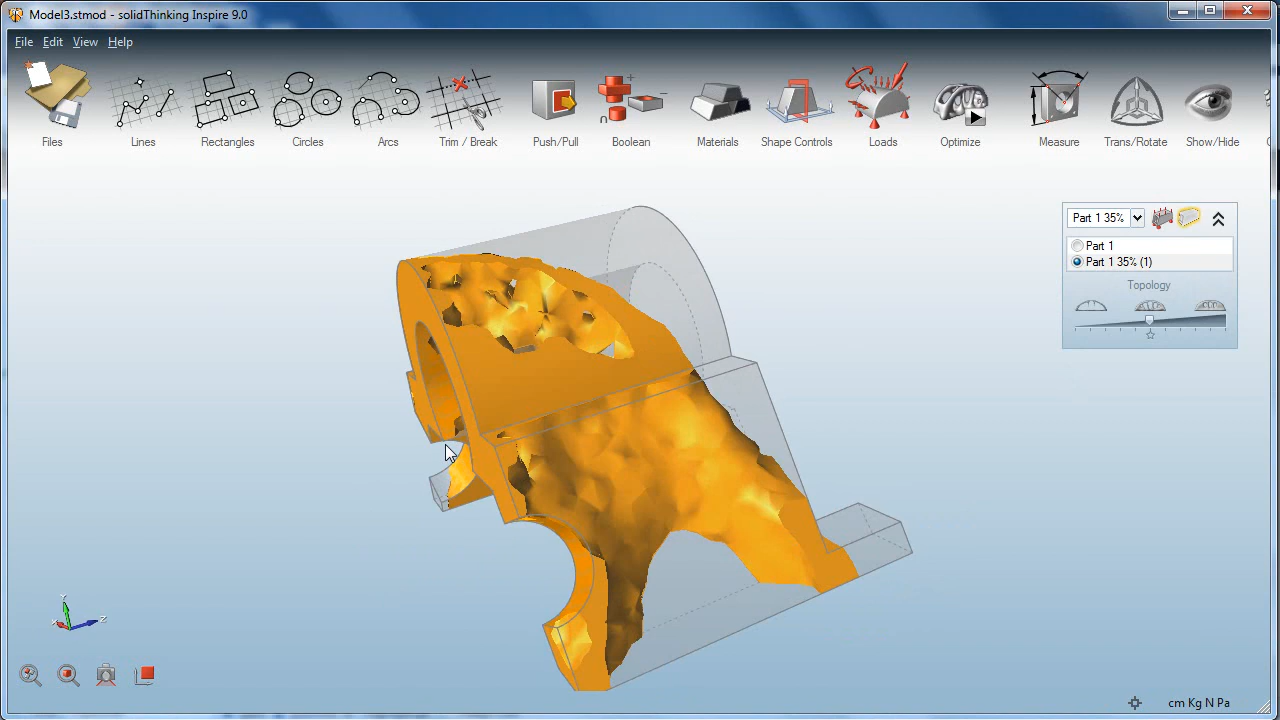 Model3.stmod - solidThinking Inspire 9.0
File Edit View Help
Files Lines Rectangles Circles Arcs Trim / Break Push/Pull Boolean Materials Shape Controls Loads Optimize Measure Trans/Rotate Show/Hide
Part 1 35%
Part 1
Part 1 35% (1)
Topology
Y
X Z
cm Kg N Pa